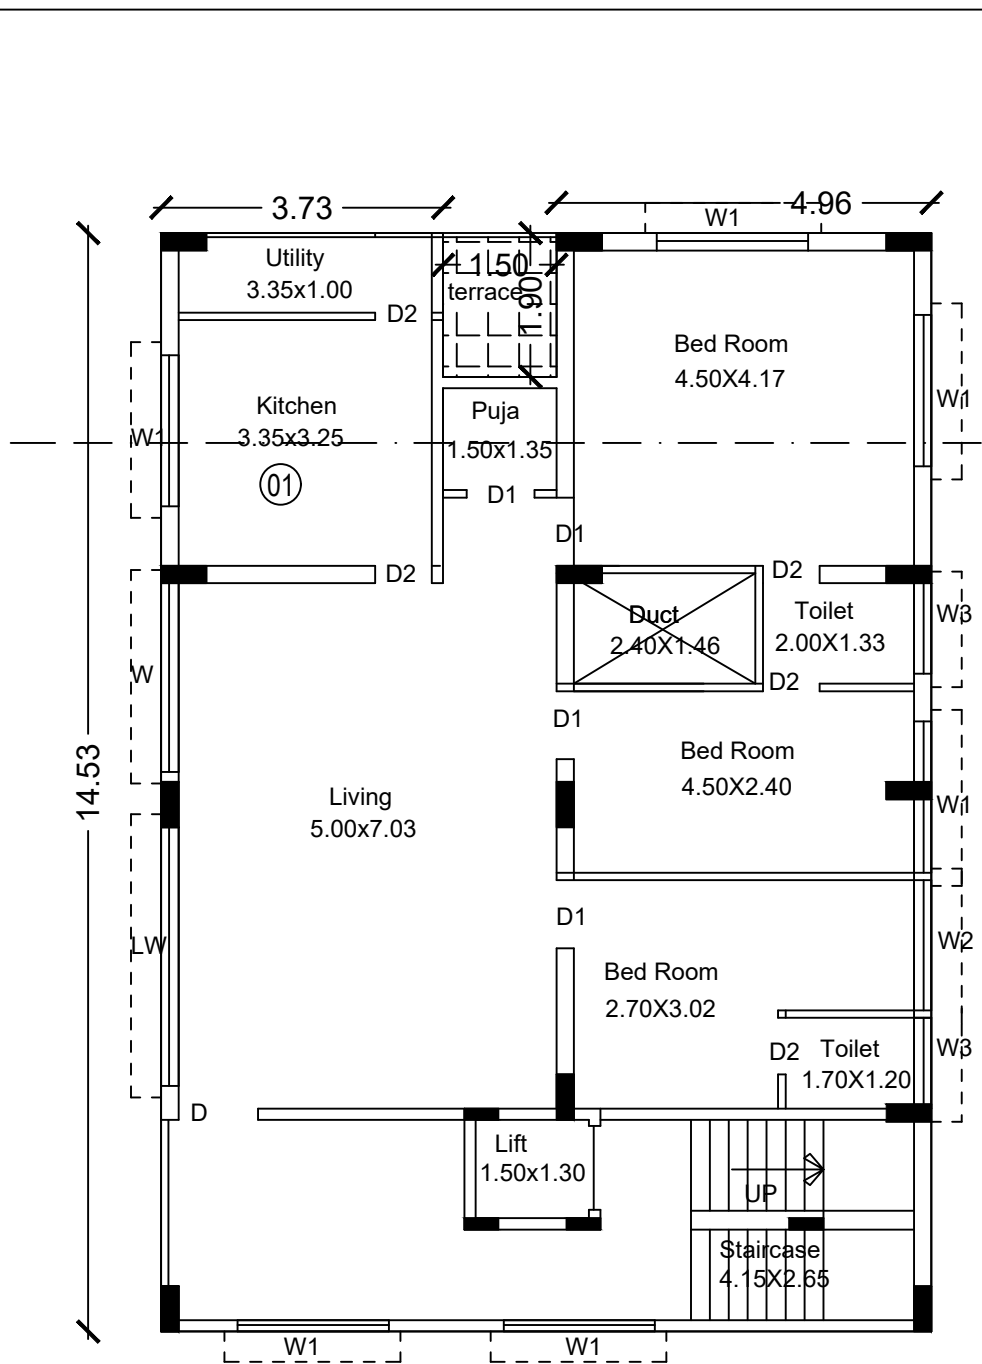 3.73
4.96
W1
Utility
3.35x1.00
1.50
terrace
1.90
D2
Bed Room
4.50X4.17
W1
Kitchen
3.35x3.25
W1
01
Puja
1.50x1.35
D1
D1
D2
D2
Duct
2.40X1.46
Toilet
2.00X1.33
W3
W
D2
D1
14.53
Living
5.00x7.03
Bed Room
4.50X2.40
W1
D1
LW
W2
Bed Room
2.70X3.02
D2
Toilet
1.70X1.20
W3
D
Lift
1.50x1.30
UP
Staircase
4.15X2.65
W1
W1